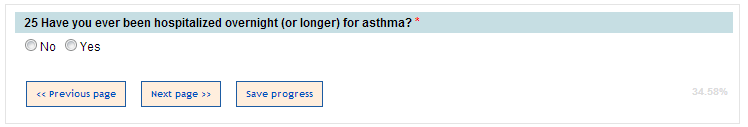 25 Have you ever been hospitalized overnight (or longer) for asthma? *
No Yes
<< Previous page Next page >> Save progress 34.58%